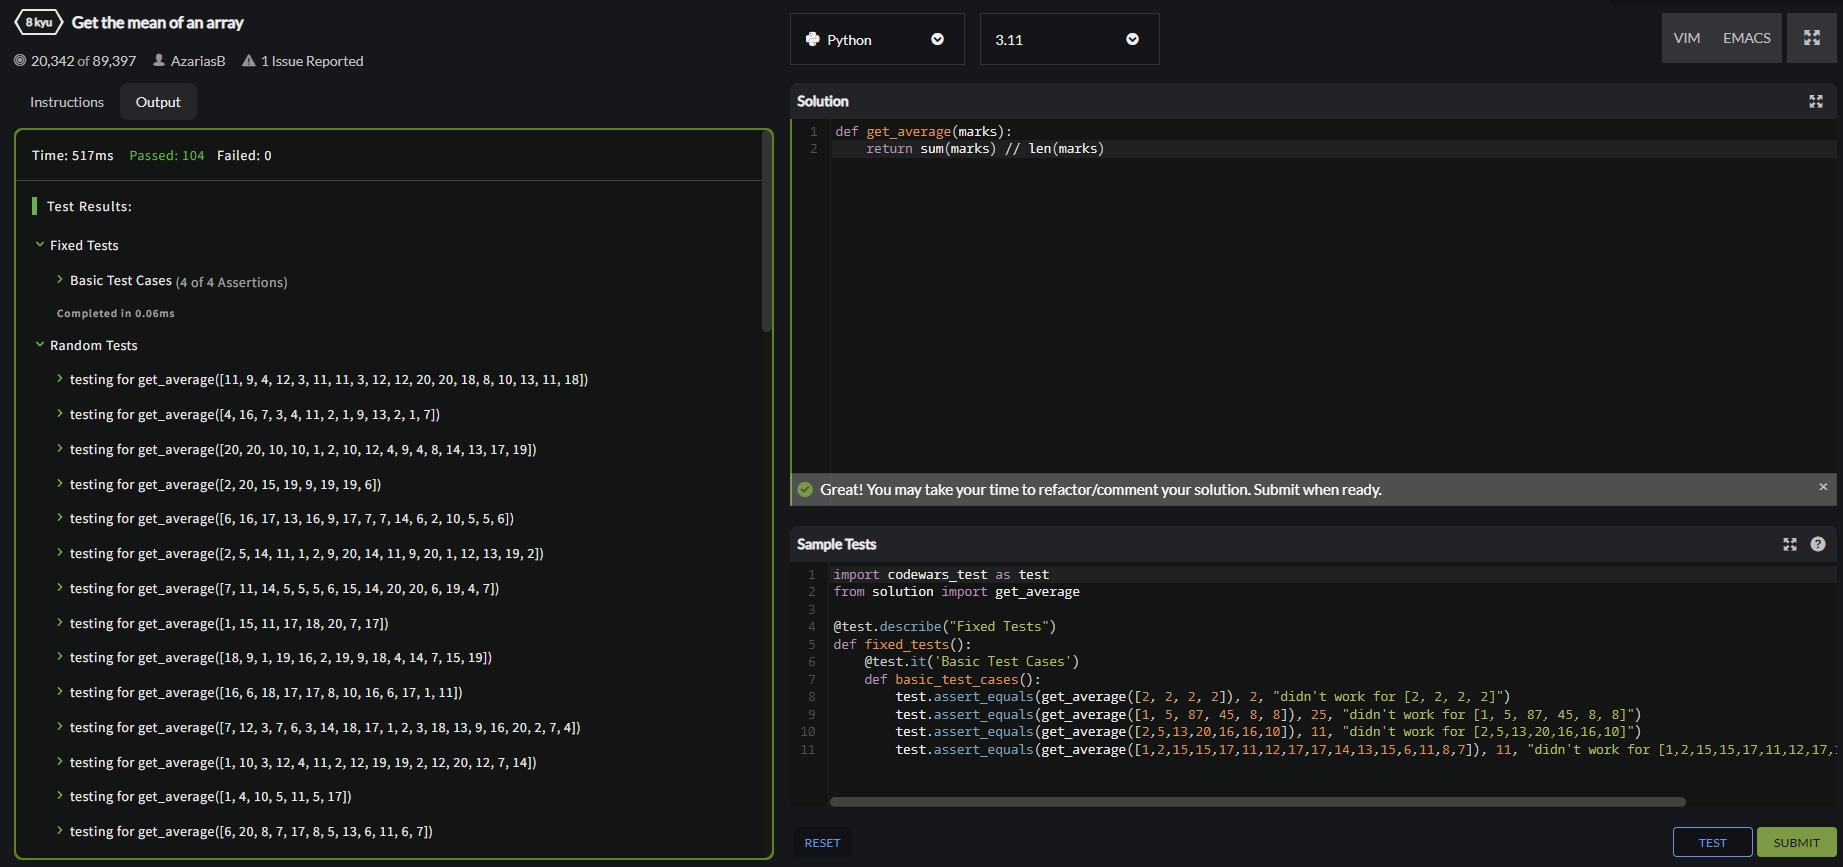 8 kyu Get the mean of an array
20,342 of 89,397 AzariasB 1 Issue Reported
Instructions Output
Time: 517ms Passed: 104 Failed: 0
Test Results:
Fixed Tests
Basic Test Cases (4 of 4 Assertions)
Completed in 0.06ms
Random Tests
testing for get_average([11, 9, 4, 12, 3, 11, 11, 3, 12, 12, 20, 20, 18, 8, 10, 13, 11, 18])
testing for get_average([4, 16, 7, 3, 4, 11, 2, 1, 9, 13, 2, 1, 7])
testing for get_average([20, 20, 10, 10, 1, 2, 10, 12, 4, 9, 4, 8, 14, 13, 17, 19])
testing for get_average([2, 20, 15, 19, 9, 19, 19, 6])
testing for get_average([6, 16, 17, 13, 16, 9, 17, 7, 7, 14, 6, 2, 10, 5, 5, 6])
testing for get_average([2, 5, 14, 11, 1, 2, 9, 20, 14, 11, 9, 20, 1, 12, 13, 19, 2])
testing for get_average([7, 11, 14, 5, 5, 5, 6, 15, 14, 20, 20, 6, 19, 4, 7])
testing for get_average([1, 15, 11, 17, 18, 20, 7, 17])
testing for get_average([18, 9, 1, 19, 16, 2, 19, 9, 18, 4, 14, 7, 15, 19])
testing for get_average([16, 6, 18, 17, 17, 8, 10, 16, 6, 17, 1, 11])
testing for get_average([7, 12, 3, 7, 6, 3, 14, 18, 17, 1, 2, 3, 18, 13, 9, 16, 20, 2, 7, 4])
testing for get_average([1, 10, 3, 12, 4, 11, 2, 12, 19, 19, 2, 12, 20, 12, 7, 14])
testing for get_average([1, 4, 10, 5, 11, 5, 17])
testing for get_average([6, 20, 8, 7, 17, 8, 5, 13, 6, 11, 6, 7])
Python 3.11 VIM EMACS
Solution
1 def get_average(marks):
2 return sum(marks) // len(marks)
Great! You may take your time to refactor/comment your solution. Submit when ready. ×
Sample Tests ?
1 import codewars_test as test
2 from solution import get_average
3
4 @test.describe("Fixed Tests")
5 def fixed_tests():
6 @test.it('Basic Test Cases')
7 def basic_test_cases():
8 test.assert_equals(get_average([2, 2, 2, 2]), 2, "didn't work for [2, 2, 2, 2]")
9 test.assert_equals(get_average([1, 5, 87, 45, 8, 8]), 25, "didn't work for [1, 5, 87, 45, 8, 8]")
10 test.assert_equals(get_average([2,5,13,20,16,16,10]), 11, "didn't work for [2,5,13,20,16,16,10]")
11 test.assert_equals(get_average([1,2,15,15,17,11,12,17,17,14,13,15,6,11,8,7]), 11, "didn't work for [1,2,15,15,17,11,12,17,
RESET TEST SUBMIT